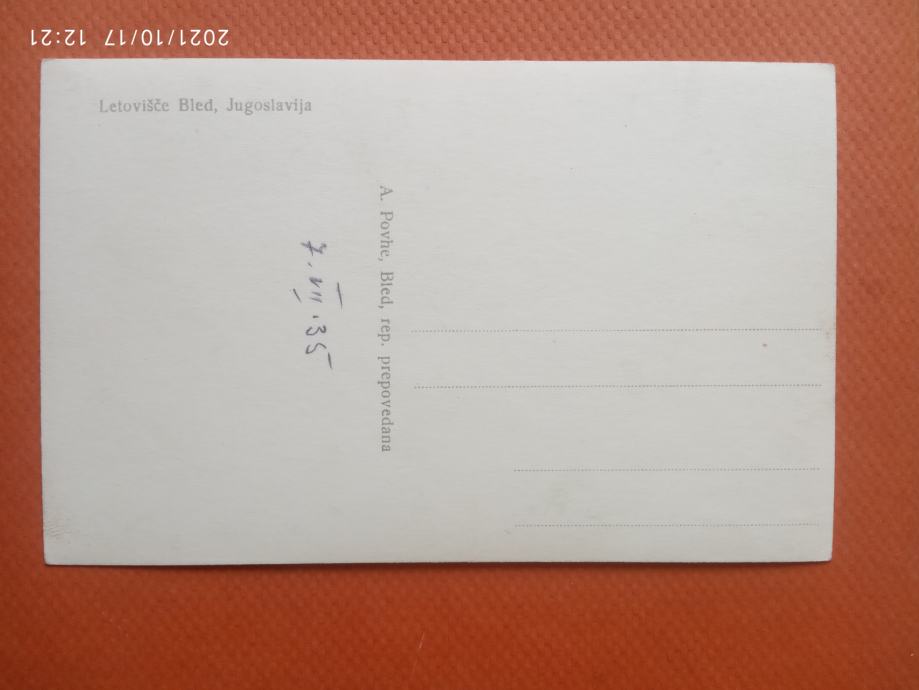 2021/10/17 12:21
Letovišče Bled, Jugoslavija
A. Povhe, Bled, rep. prepovedana
7. VII. 35